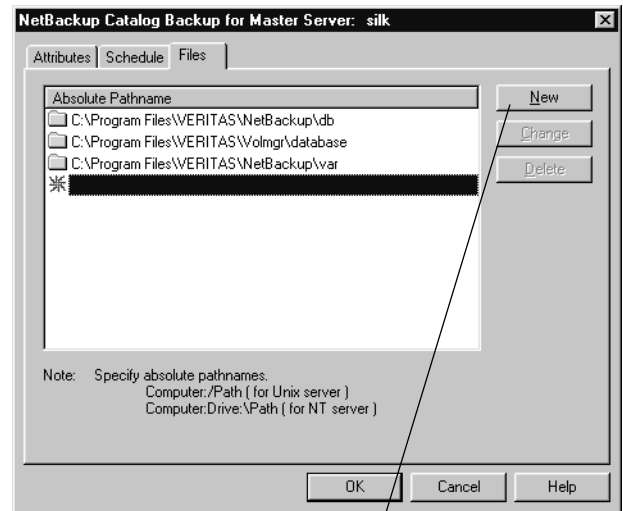 NetBackup Catalog Backup for Master Server: silk
Attributes Schedule Files
Absolute Pathname
C:\Program Files\VERITAS\NetBackup\db
C:\Program Files\VERITAS\Volmgr\database
C:\Program Files\VERITAS\NetBackup\var
New
Change
Delete
Note: Specify absolute pathnames.
Computer:/Path ( for Unix server )
Computer:Drive:\Path ( for NT server )
OK Cancel Help